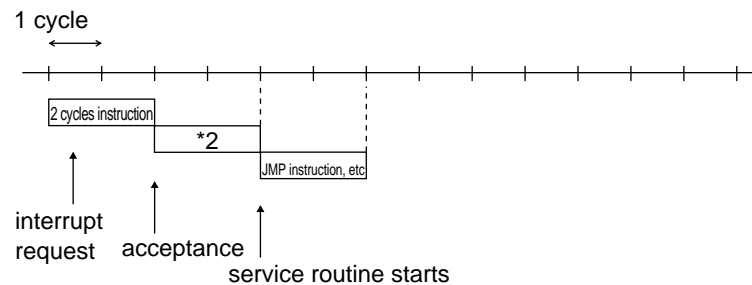 1 cycle
2 cycles instruction
*2
JMP instruction, etc
interrupt
request
acceptance
service routine starts